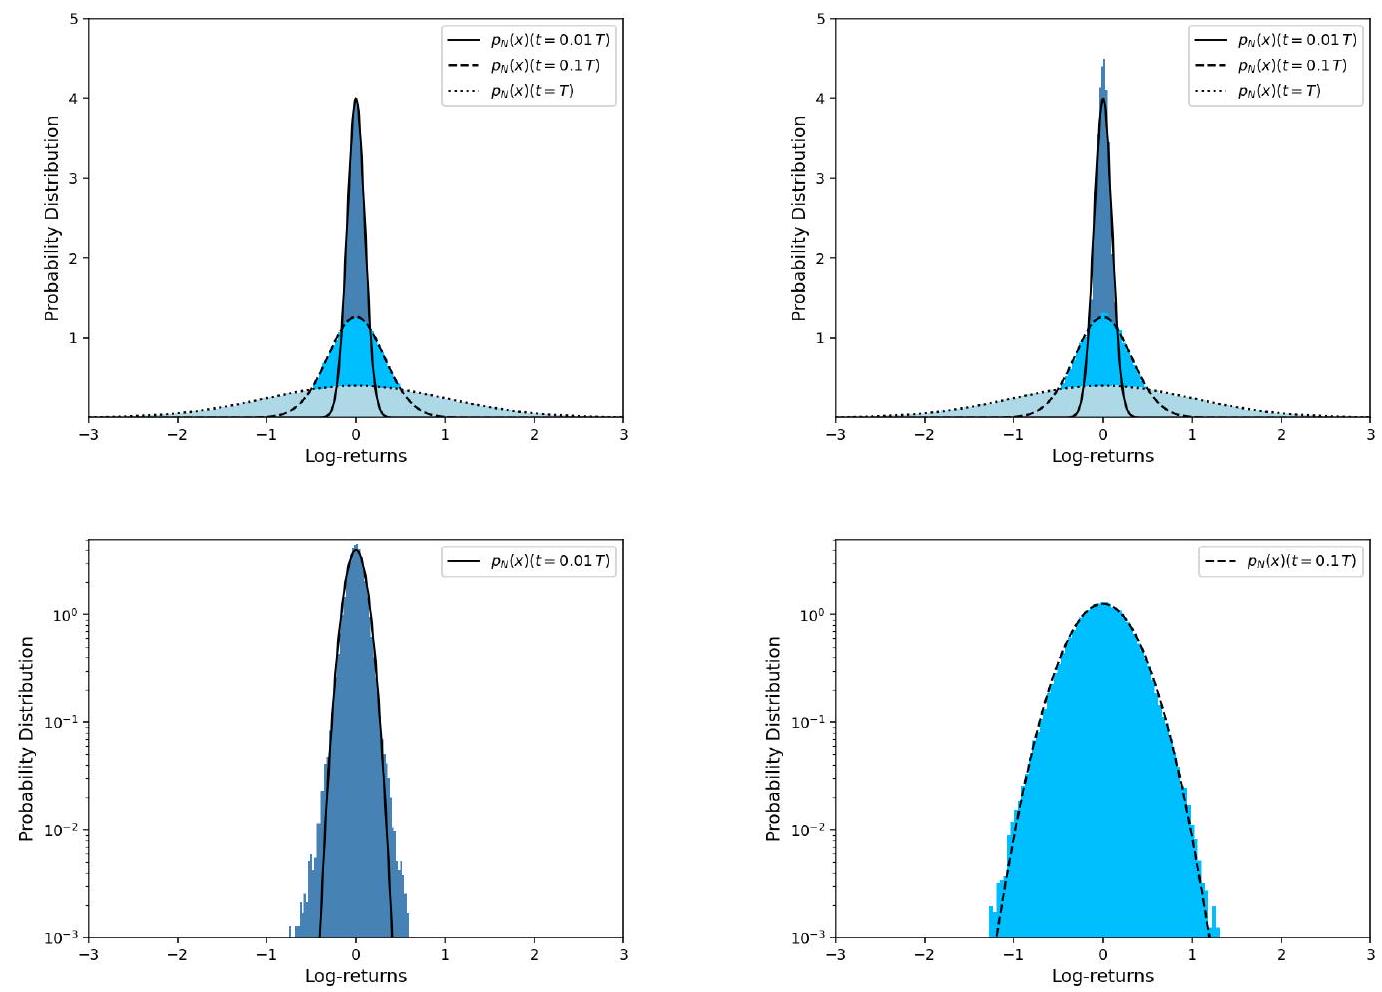 5
4
3
2
1
Probability Distribution
−3 −2 −1 0 1 2 3
Log-returns
p_N(x)(t = 0.01 T)
p_N(x)(t = 0.1 T)
p_N(x)(t = T)
5
4
3
2
1
Probability Distribution
−3 −2 −1 0 1 2 3
Log-returns
p_N(x)(t = 0.01 T)
p_N(x)(t = 0.1 T)
p_N(x)(t = T)
10⁰
10⁻¹
10⁻²
10⁻³
Probability Distribution
−3 −2 −1 0 1 2 3
Log-returns
p_N(x)(t = 0.01 T)
10⁰
10⁻¹
10⁻²
10⁻³
Probability Distribution
−3 −2 −1 0 1 2 3
Log-returns
p_N(x)(t = 0.1 T)